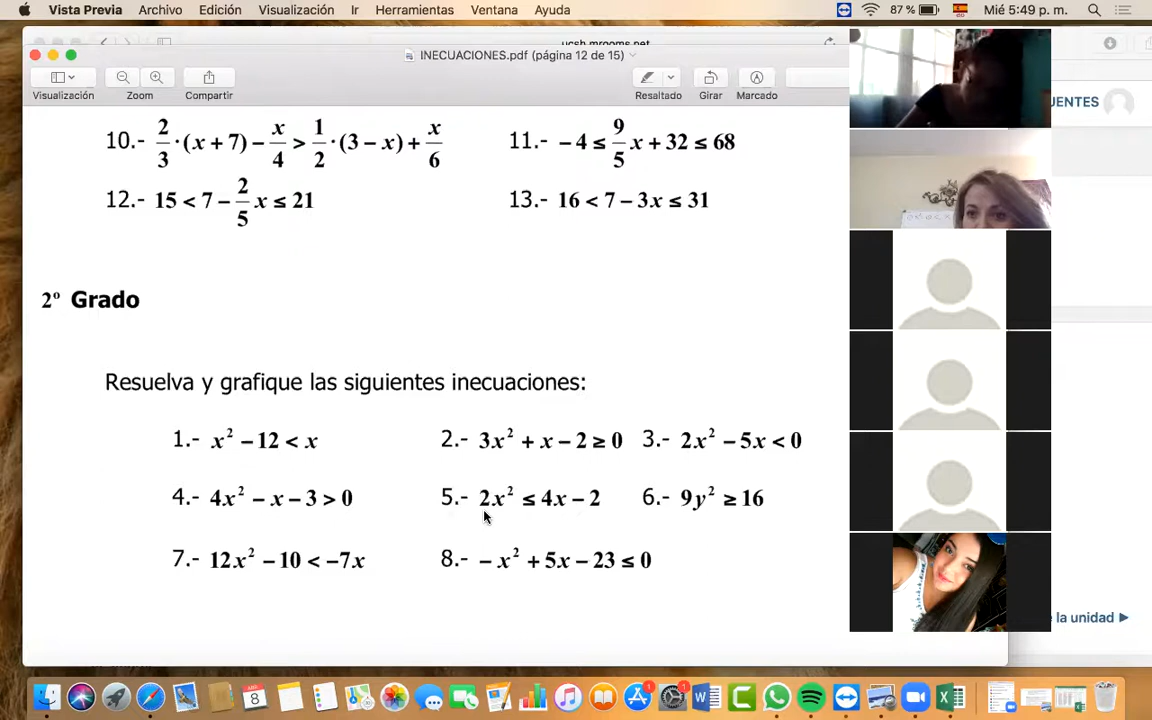 Vista Previa Archivo Edición Visualización Ir Herramientas Ventana Ayuda 87 % Mié 5:49 p. m.
INECUACIONES.pdf (página 12 de 15)
Visualización Zoom Compartir Resaltado Girar Marcado
10.- 2/3 · (x + 7) − x/4 > 1/2 · (3 − x) + x/6
11.- − 4 ≤ 9/5 x + 32 ≤ 68
12.- 15 < 7 − 2/5 x ≤ 21
13.- 16 < 7 − 3x ≤ 31
2º Grado
Resuelva y grafique las siguientes inecuaciones:
1.- x² − 12 < x
2.- 3x² + x − 2 ≥ 0
3.- 2x² − 5x < 0
4.- 4x² − x − 3 > 0
5.- 2x² ≤ 4x − 2
6.- 9y² ≥ 16
7.- 12x² − 10 < −7x
8.- − x² + 5x − 23 ≤ 0
ENTES
e la unidad ▶
8
1
1